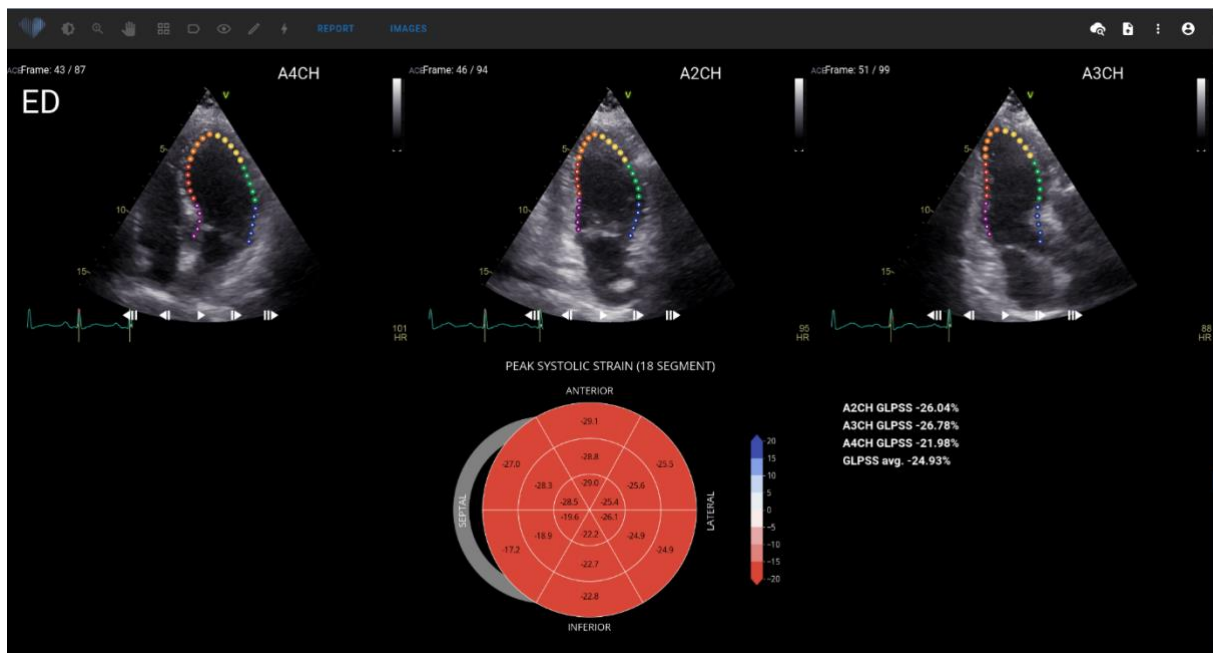 REPORT IMAGES
ACE Frame: 43 / 87 A4CH
ED
V
5
10
15
101
HR
ACE Frame: 46 / 94 A2CH
V
5
10
15
95
HR
ACE Frame: 51 / 99 A3CH
V
5
10
15
88
HR
PEAK SYSTOLIC STRAIN (18 SEGMENT)
ANTERIOR
-29.1
-27.0 -28.8 -25.5
-28.3 -29.0 -25.6
-28.5 -25.4
SEPTAL
LATERAL
-19.6 -26.1
-17.2 -18.9 -22.2 -24.9 -24.9
-22.7
-22.8
INFERIOR
20
15
10
5
0
-5
-10
-15
-20
A2CH GLPSS -26.04%
A3CH GLPSS -26.78%
A4CH GLPSS -21.98%
GLPSS avg. -24.93%